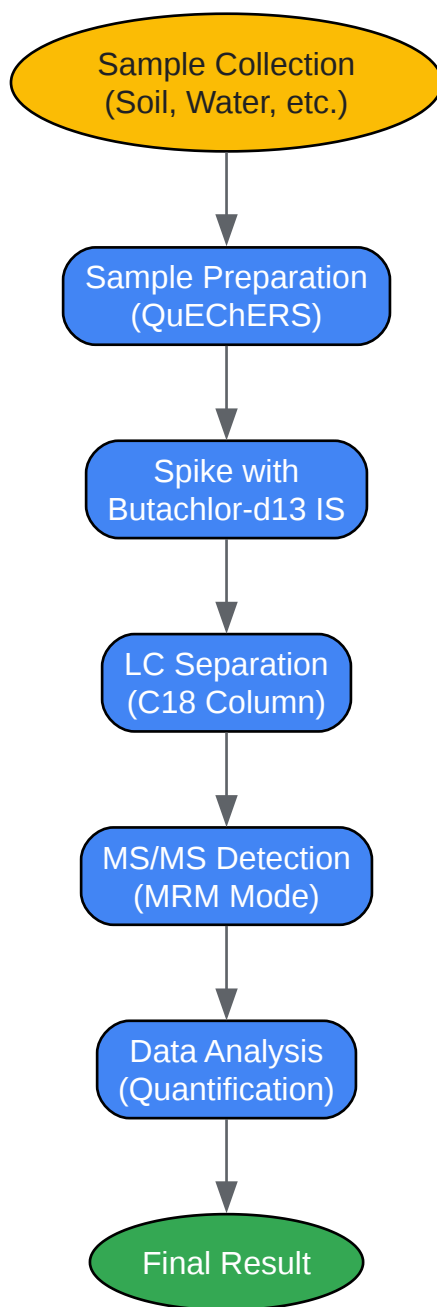 Sample Collection
(Soil, Water, etc.)
Sample Preparation
(QuEChERS)
Spike with
Butachlor-d13 IS
LC Separation
(C18 Column)
MS/MS Detection
(MRM Mode)
Data Analysis
(Quantification)
Final Result